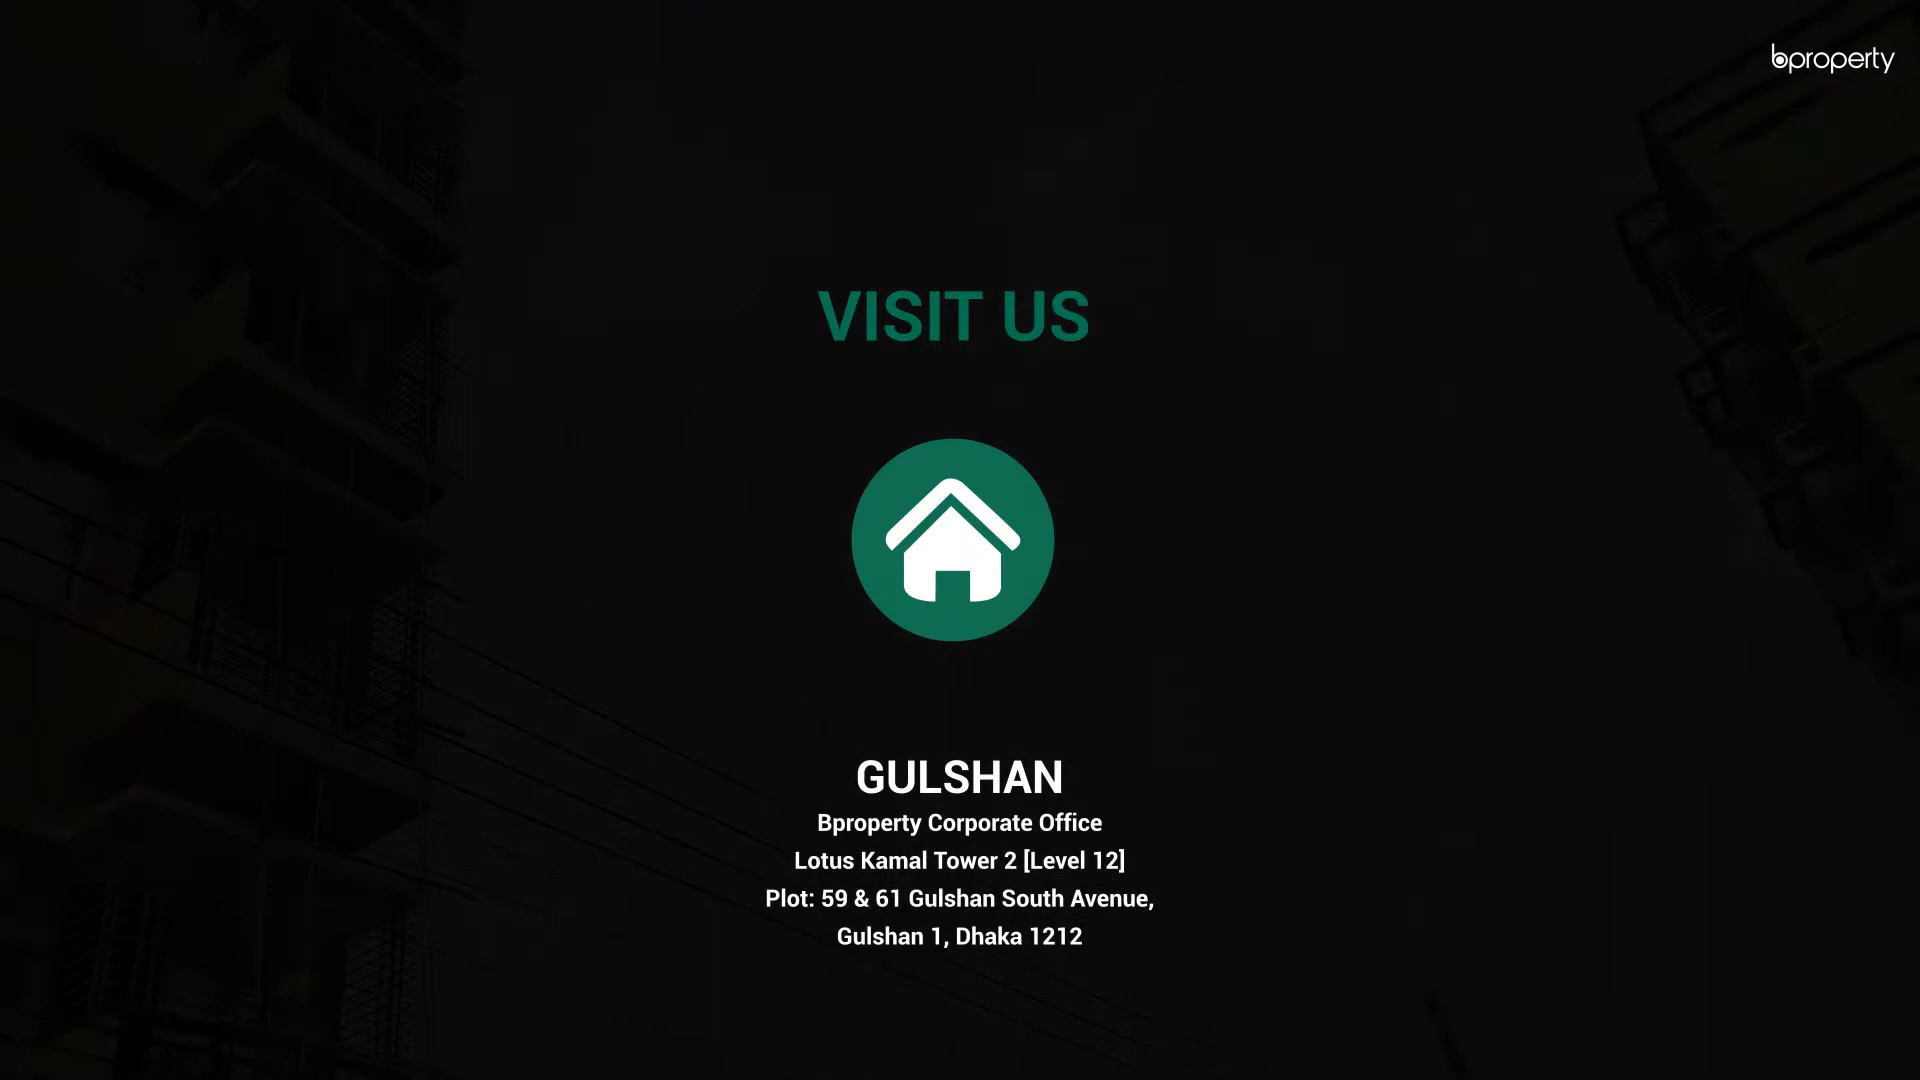 bproperty
VISIT US
GULSHAN
Bproperty Corporate Office
Lotus Kamal Tower 2 [Level 12]
Plot: 59 & 61 Gulshan South Avenue,
Gulshan 1, Dhaka 1212